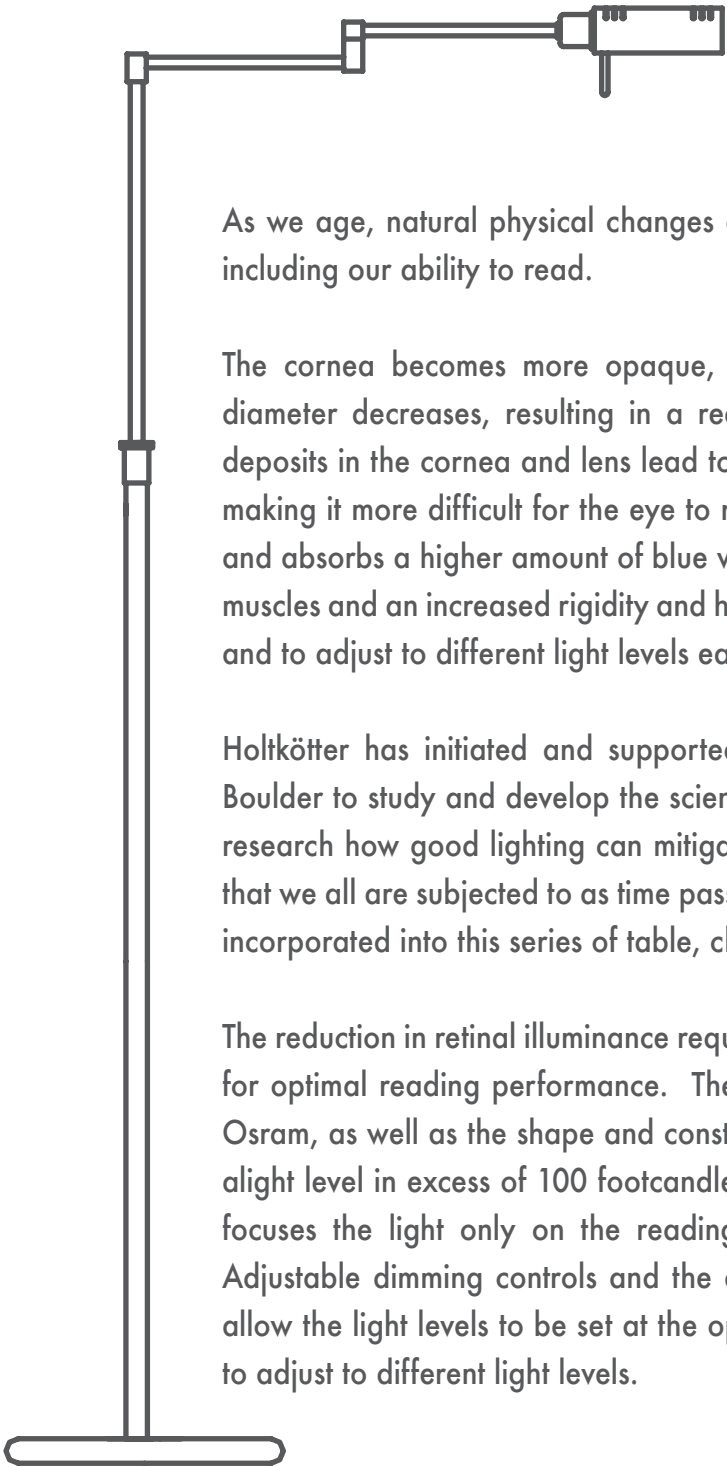 As we age, natural physical changes
including our ability to read.
The cornea becomes more opaque,
diameter decreases, resulting in a
deposits in the cornea and lens lead to
making it more difficult for the eye to
and absorbs a higher amount of blue
muscles and an increased rigidity and
and to adjust to different light levels
Holtkötter has initiated and supported
Boulder to study and develop the
research how good lighting can
that we all are subjected to as time
incorporated into this series of table,
The reduction in retinal illuminance
for optimal reading performance. The
Osram, as well as the shape and
alight level in excess of 100
focuses the light only on the reading
Adjustable dimming controls and the
allow the light levels to be set at the
to adjust to different light levels.